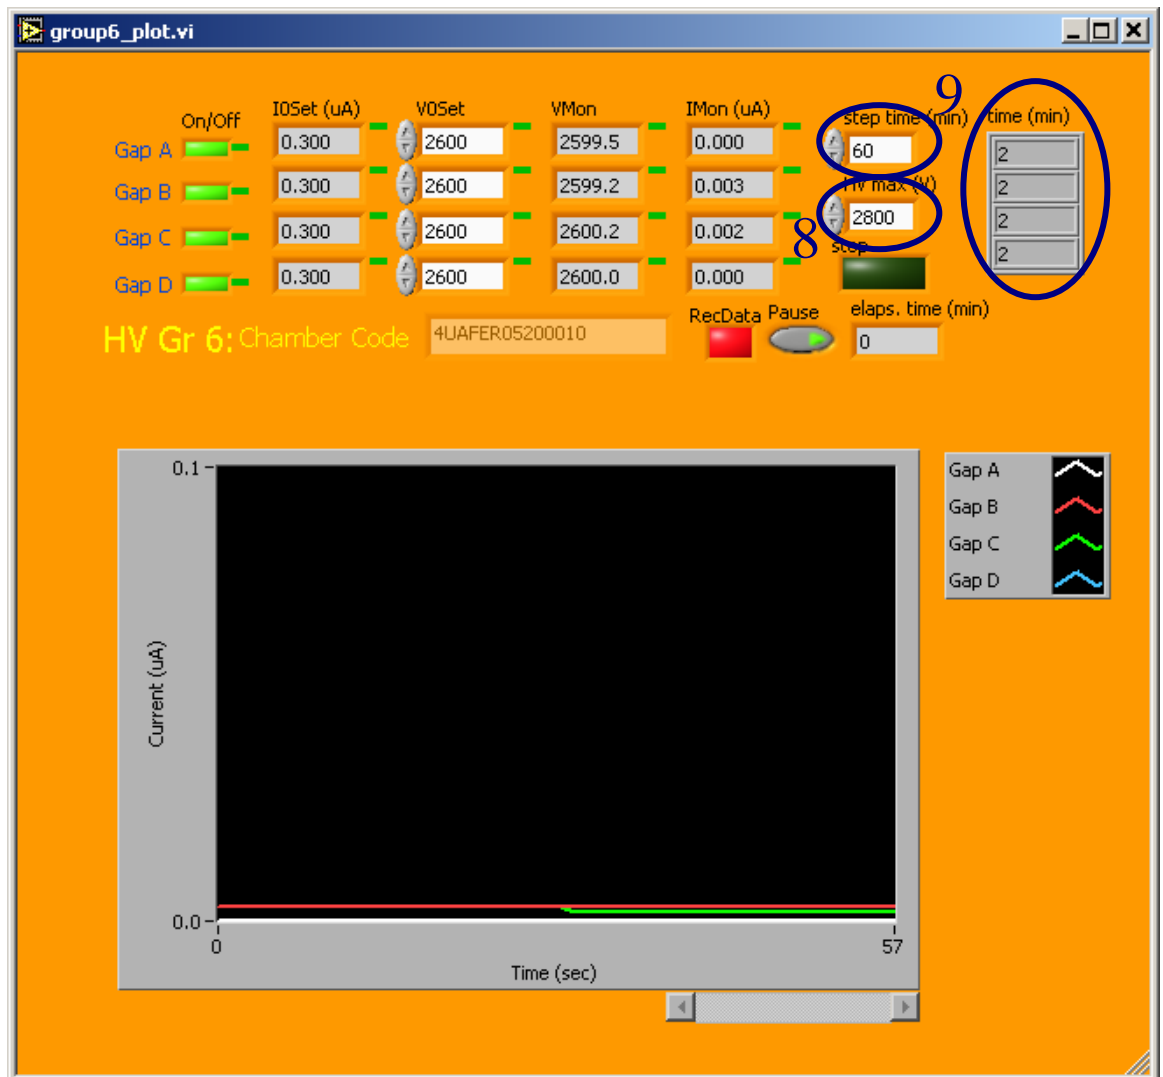 group6_plot.vi
On/Off I0Set (uA) V0Set VMon IMon (uA) step time (min) 9 time (min)
Gap A 0.300 2600 2599.5 0.000 60 2
Gap B 0.300 2600 2599.2 0.003 HV max (V) 2
Gap C 0.300 2600 2600.2 0.002 8 2800 2
Gap D 0.300 2600 2600.0 0.000 stop 2
HV Gr 6: Chamber Code 4UAFER05200010 RecData Pause elaps. time (min)
0
0.1
Gap A
Gap B
Gap C
Gap D
Current (uA)
0.0
0 57
Time (sec)